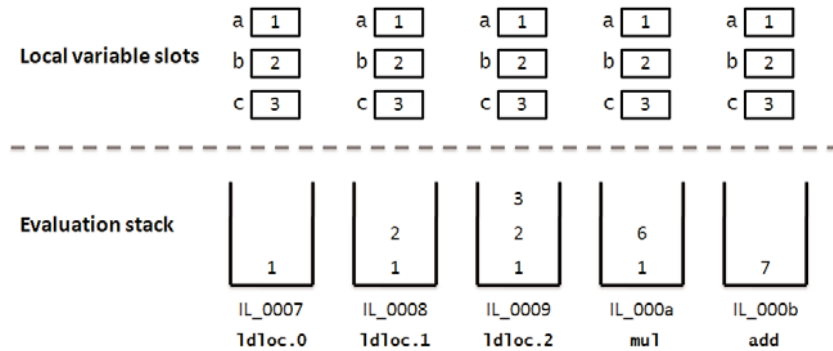 a 1 a 1 a 1 a 1 a 1
Local variable slots b 2 b 2 b 2 b 2 b 2
c 3 c 3 c 3 c 3 c 3
3
Evaluation stack 2 2 6
1 1 1 1 7
IL_0007 IL_0008 IL_0009 IL_000a IL_000b
ldloc.0 ldloc.1 ldloc.2 mul add